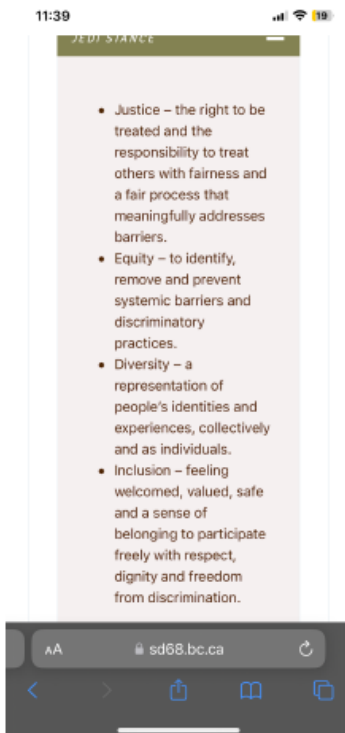 11:39
19
JEDI STANCE
• Justice – the right to be
treated and the
responsibility to treat
others with fairness and
a fair process that
meaningfully addresses
barriers.
• Equity – to identify,
remove and prevent
systemic barriers and
discriminatory
practices.
• Diversity – a
representation of
people's identities and
experiences, collectively
and as individuals.
• Inclusion – feeling
welcomed, valued, safe
and a sense of
belonging to participate
freely with respect,
dignity and freedom
from discrimination.
AA
sd68.bc.ca